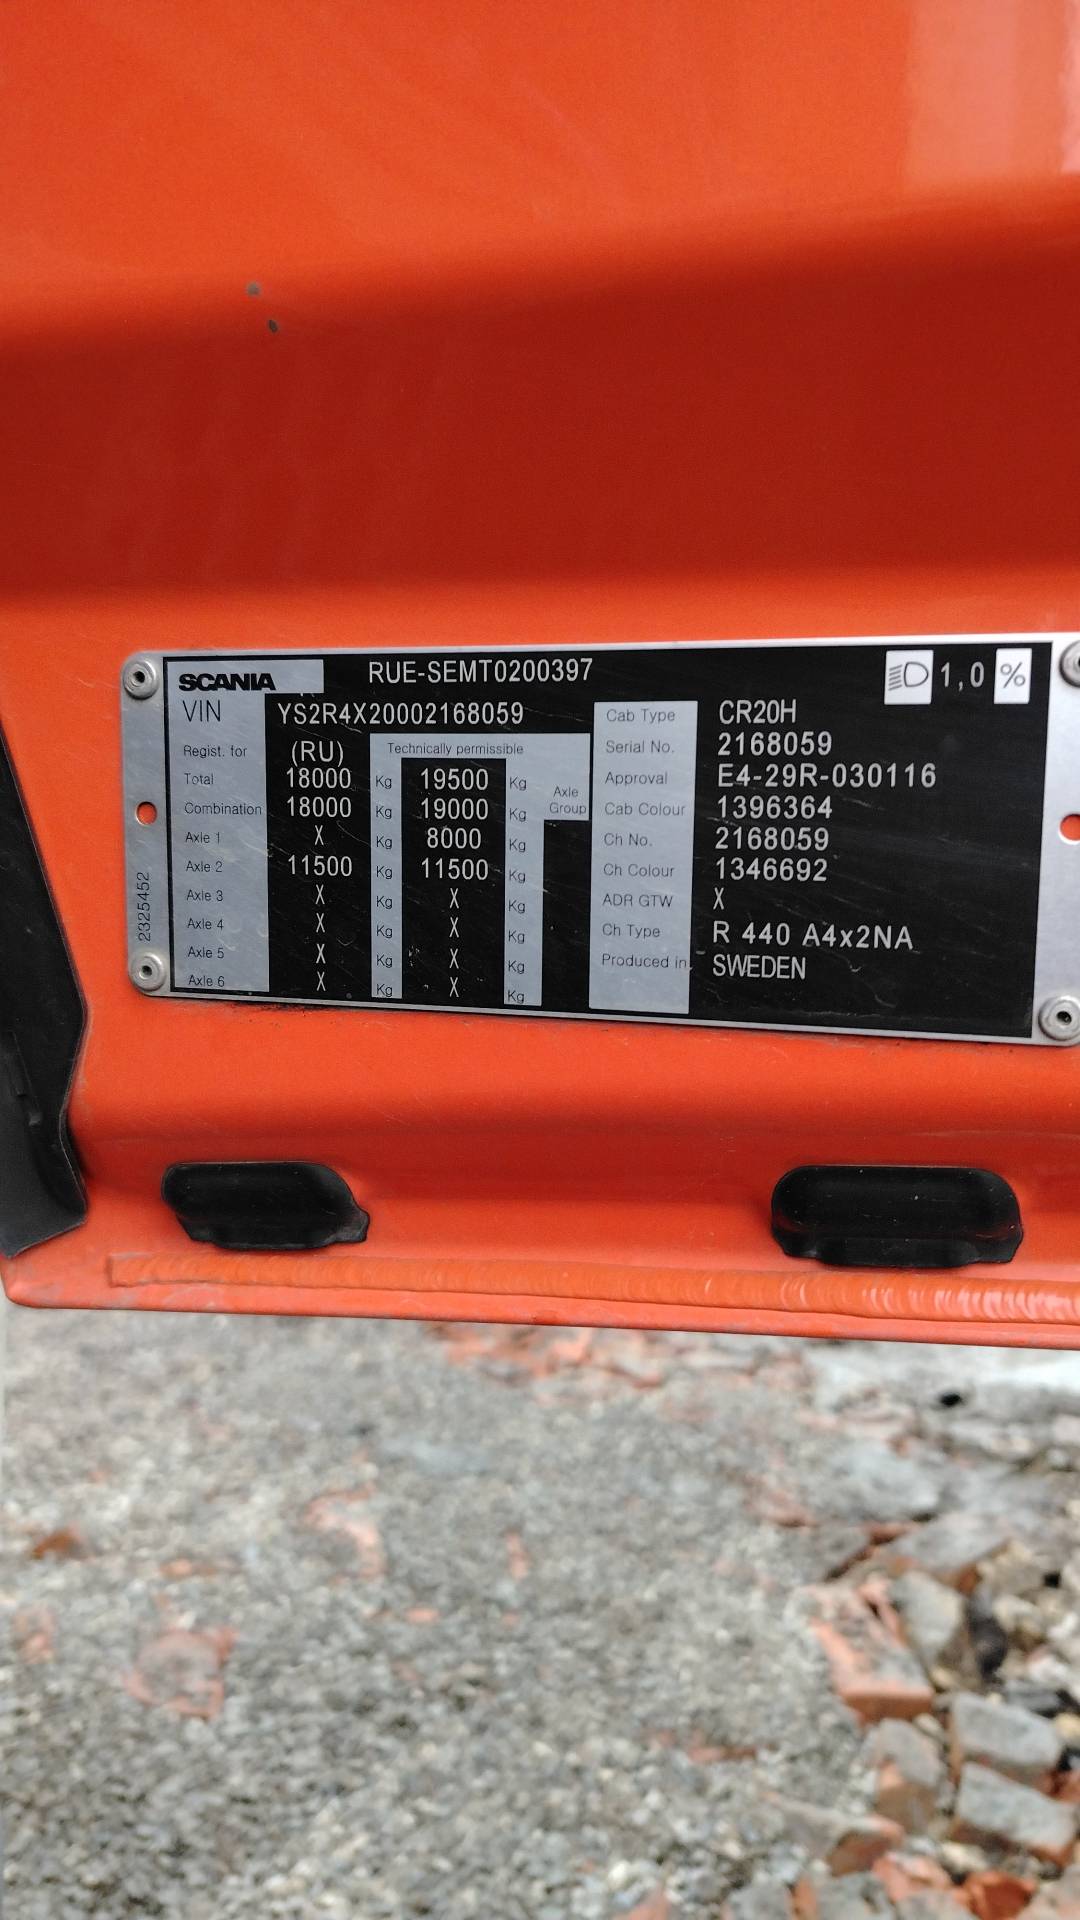 SCANIA RUE-SEMT0200397 1,0 %
VIN YS2R4X20002168059 Cab Type CR20H
Regist. for (RU) Technically permissible Serial No. 2168059
Total 18000 Kg 19500 Kg Axle Group Approval E4-29R-030116
Combination 18000 Kg 19000 Kg Cab Colour 1396364
Axle 1 X Kg 8000 Kg Ch No. 2168059
Axle 2 11500 Kg 11500 Kg Ch Colour 1346692
Axle 3 X Kg X Kg ADR GTW X
Axle 4 X Kg X Kg Ch Type R 440 A4x2NA
Axle 5 X Kg X Kg Produced in SWEDEN
Axle 6 X Kg X Kg
2325452